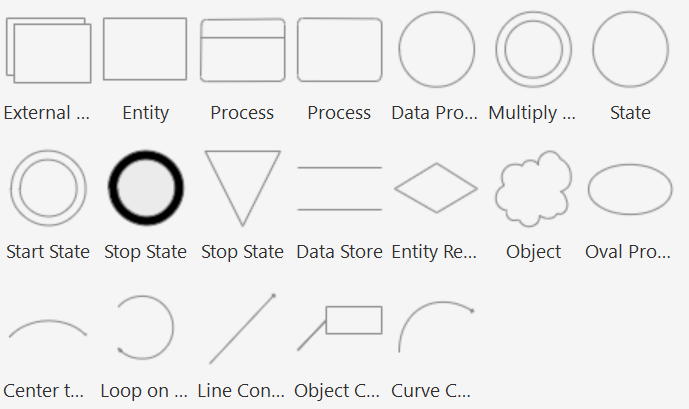 External ... Entity Process Process Data Pro... Multiply ... State
Start State Stop State Stop State Data Store Entity Re... Object Oval Pro...
Center t... Loop on ... Line Con... Object C... Curve C...